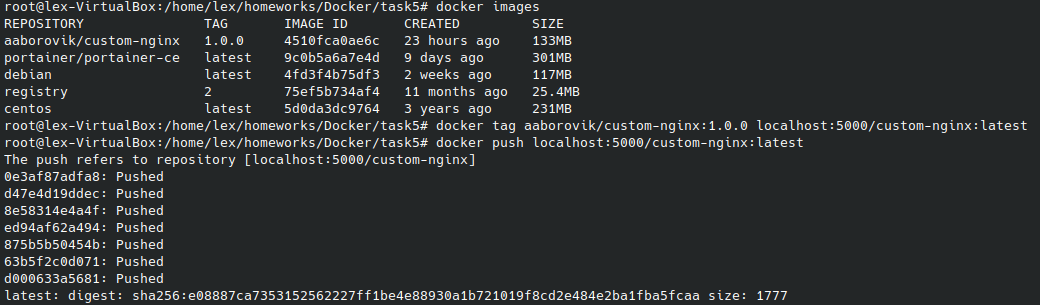 root@lex-VirtualBox:/home/lex/homeworks/Docker/task5# docker images
REPOSITORY               TAG       IMAGE ID       CREATED         SIZE
aaborovik/custom-nginx   1.0.0     4510fca0ae6c   23 hours ago    133MB
portainer/portainer-ce   latest    9c0b5a6a7e4d   9 days ago      301MB
debian                   latest    4fd3f4b75df3   2 weeks ago     117MB
registry                 2         75ef5b734af4   11 months ago   25.4MB
centos                   latest    5d0da3dc9764   3 years ago     231MB
root@lex-VirtualBox:/home/lex/homeworks/Docker/task5# docker tag aaborovik/custom-nginx:1.0.0 localhost:5000/custom-nginx:latest
root@lex-VirtualBox:/home/lex/homeworks/Docker/task5# docker push localhost:5000/custom-nginx:latest
The push refers to repository [localhost:5000/custom-nginx]
0e3af87adfa8: Pushed
d47e4d19ddec: Pushed
8e58314e4a4f: Pushed
ed94af62a494: Pushed
875b5b50454b: Pushed
63b5f2c0d071: Pushed
d000633a5681: Pushed
latest: digest: sha256:e08887ca7353152562227ff1be4e88930a1b721019f8cd2e484e2ba1fba5fcaa size: 1777